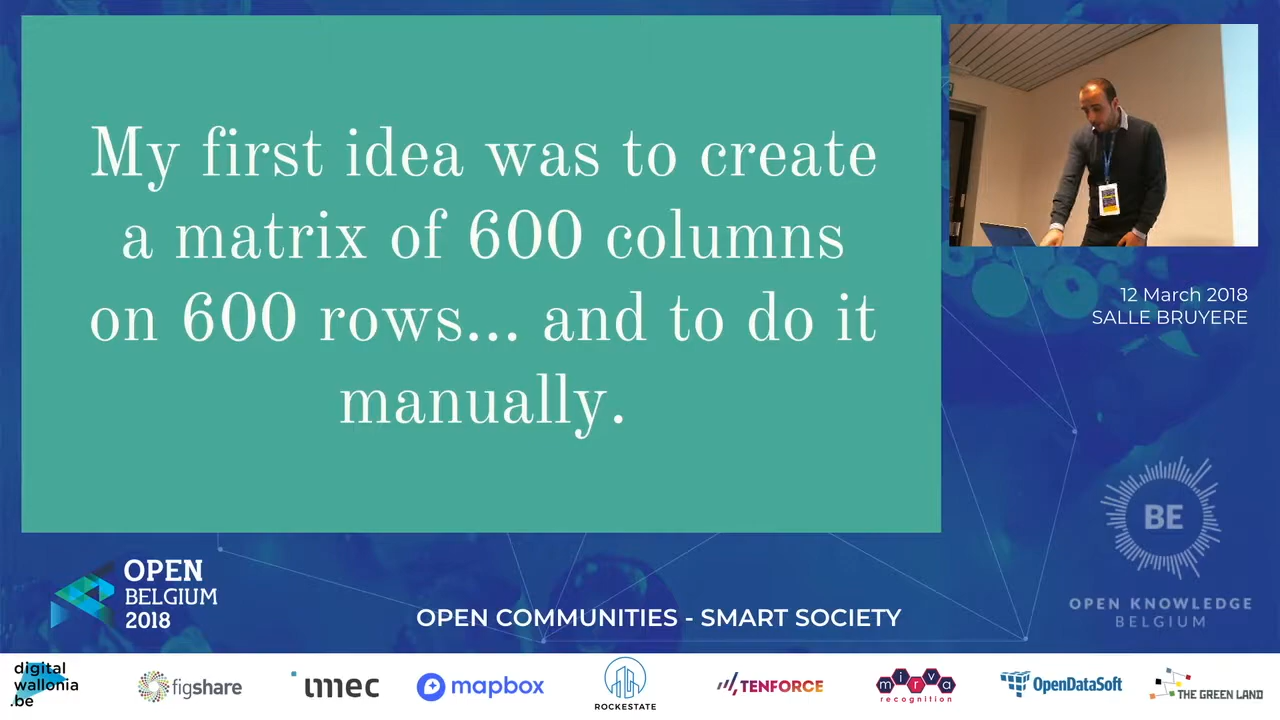 My first idea was to create
a matrix of 600 columns
on 600 rows... and to do it
manually.
12 March 2018
SALLE BRUYERE
BE
OPEN KNOWLEDGE
BELGIUM
OPEN
BELGIUM
2018
OPEN COMMUNITIES - SMART SOCIETY
digital
wallonia
.be
figshare
imec
mapbox
ROCKESTATE
TENFORCE
mirva
recognition
OpenDataSoft
THE GREEN LAND